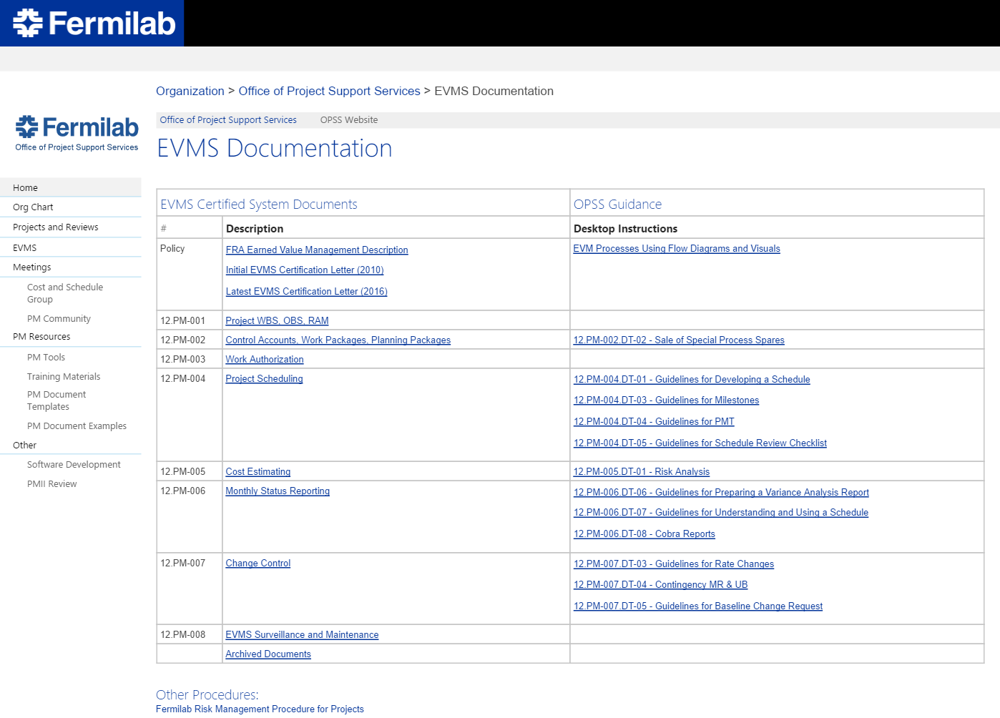 Fermilab
Organization > Office of Project Support Services > EVMS Documentation
Fermilab
Office of Project Support Services
Office of Project Support Services OPSS Website
EVMS Documentation
Home
Org Chart
Projects and Reviews
EVMS
Meetings
Cost and Schedule
Group
PM Community
PM Resources
PM Tools
Training Materials
PM Document
Templates
PM Document Examples
Other
Software Development
PMII Review
EVMS Certified System Documents OPSS Guidance
# Description Desktop Instructions
Policy FRA Earned Value Management Description EVM Processes Using Flow Diagrams and Visuals
Initial EVMS Certification Letter (2010)
Latest EVMS Certification Letter (2016)
12.PM-001 Project WBS, OBS, RAM
12.PM-002 Control Accounts, Work Packages, Planning Packages 12.PM-002.DT-02 - Sale of Special Process Spares
12.PM-003 Work Authorization
12.PM-004 Project Scheduling 12.PM-004.DT-01 - Guidelines for Developing a Schedule
12.PM-004.DT-03 - Guidelines for Milestones
12.PM-004.DT-04 - Guidelines for PMT
12.PM-004.DT-05 - Guidelines for Schedule Review Checklist
12.PM-005 Cost Estimating 12.PM-005.DT-01 - Risk Analysis
12.PM-006 Monthly Status Reporting 12.PM-006.DT-06 - Guidelines for Preparing a Variance Analysis Report
12.PM-006.DT-07 - Guidelines for Understanding and Using a Schedule
12.PM-006.DT-08 - Cobra Reports
12.PM-007 Change Control 12.PM-007.DT-03 - Guidelines for Rate Changes
12.PM-007.DT-04 - Contingency MR & UB
12.PM-007.DT-05 - Guidelines for Baseline Change Request
12.PM-008 EVMS Surveillance and Maintenance
Archived Documents
Other Procedures:
Fermilab Risk Management Procedure for Projects